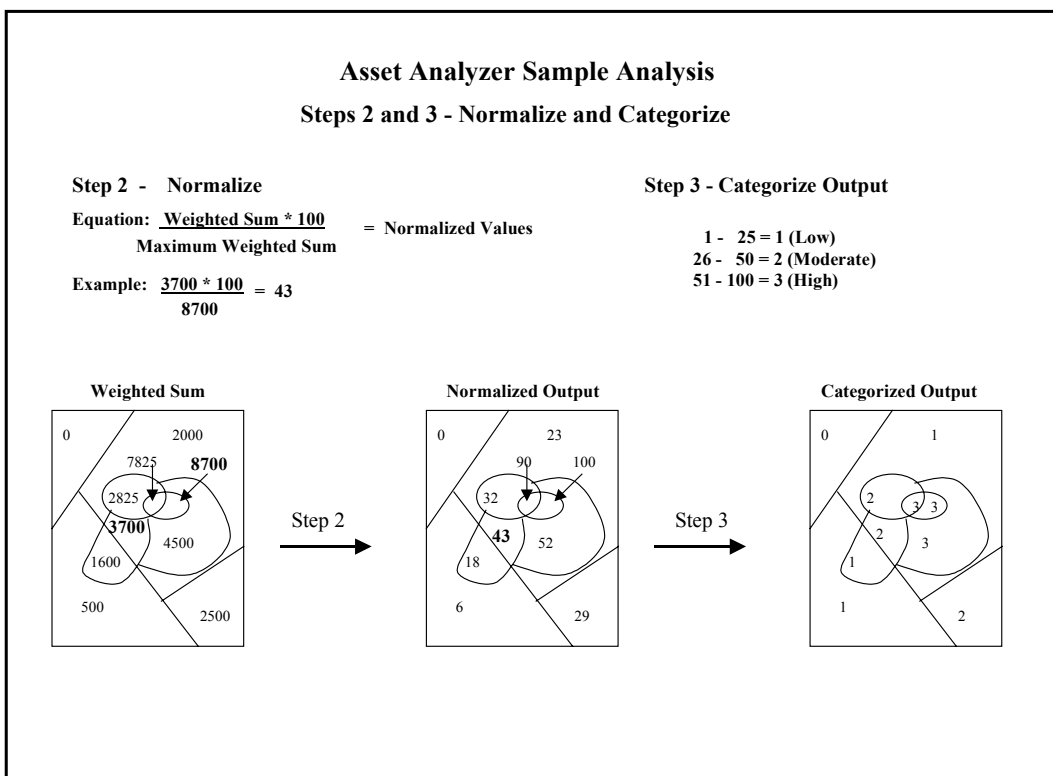 Asset Analyzer Sample Analysis
Steps 2 and 3 - Normalize and Categorize
Step 2 - Normalize
Equation: Weighted Sum * 100
Maximum Weighted Sum
= Normalized Values
Example: 3700 * 100 = 43
8700
Step 3 - Categorize Output
1 - 25 = 1 (Low)
26 - 50 = 2 (Moderate)
51 - 100 = 3 (High)
Weighted Sum
0
2000
7825
8700
2825
3700
4500
1600
500
2500
Step 2
Normalized Output
0
23
90
100
32
43
52
18
6
29
Step 3
Categorized Output
0
1
2
3
3
2
3
1
1
2